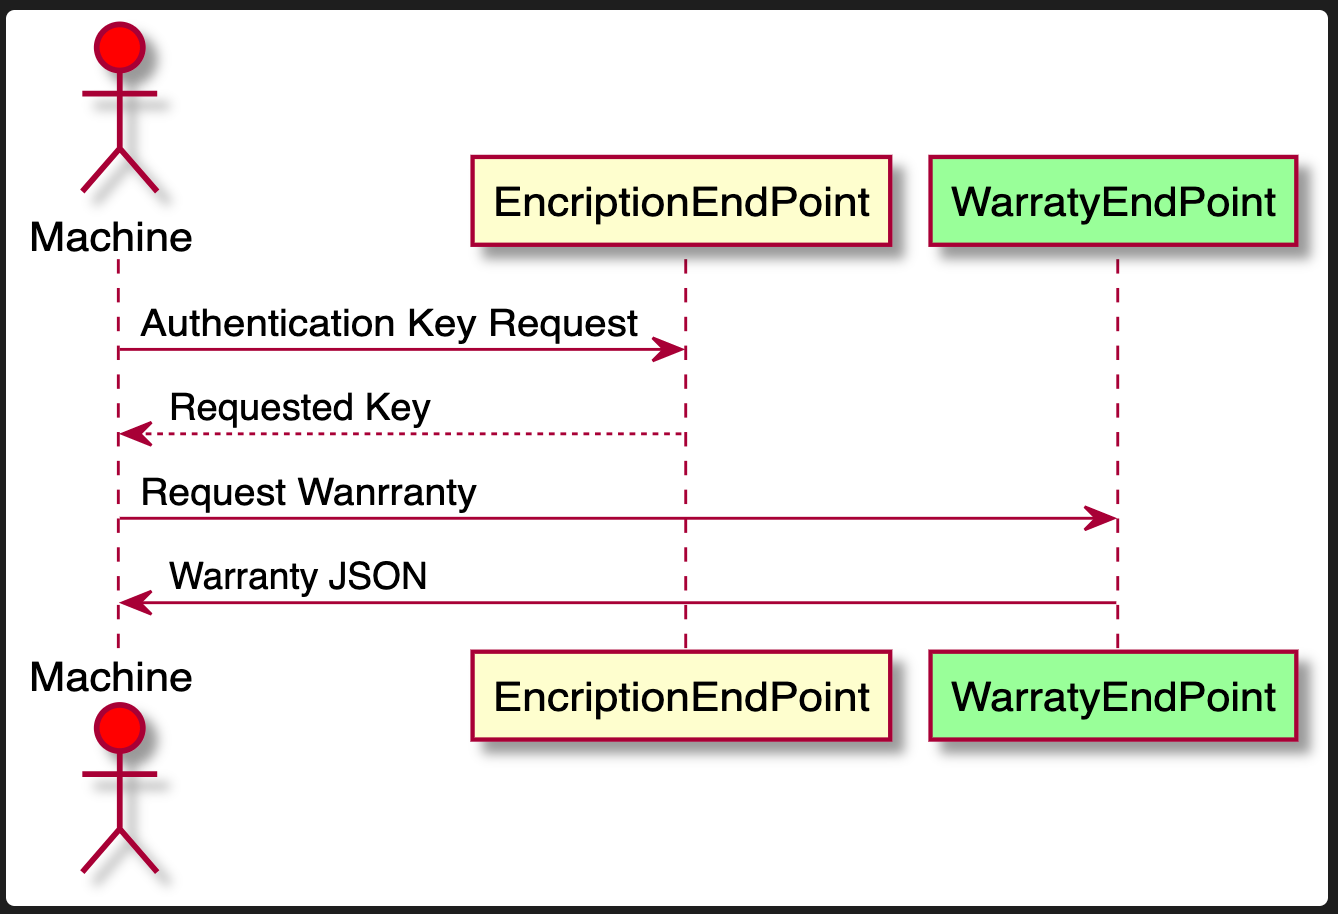 Machine
EncriptionEndPoint
WarratyEndPoint
Authentication Key Request
Requested Key
Request Wanrranty
Warranty JSON
Machine
EncriptionEndPoint
WarratyEndPoint